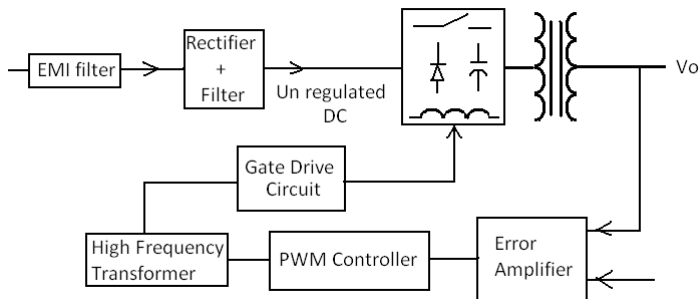 EMI filter
Rectifier
+
Filter
Un regulated
DC
Vo
Gate Drive
Circuit
High Frequency
Transformer
PWM Controller
Error
Amplifier